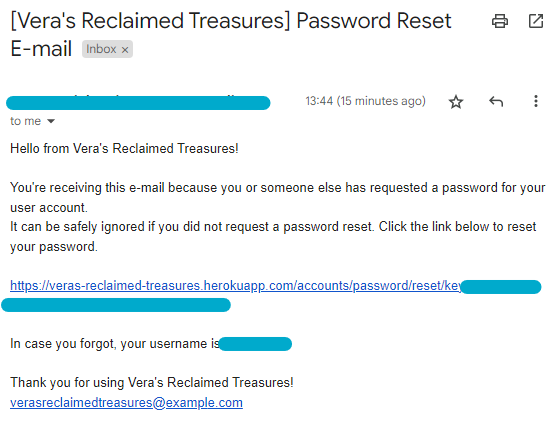 [Vera's Reclaimed Treasures] Password Reset
E-mail Inbox ×
13:44 (15 minutes ago)
to me
Hello from Vera's Reclaimed Treasures!
You're receiving this e-mail because you or someone else has requested a password for your
user account.
It can be safely ignored if you did not request a password reset. Click the link below to reset
your password.
https://veras-reclaimed-treasures.herokuapp.com/accounts/password/reset/key
In case you forgot, your username is
Thank you for using Vera's Reclaimed Treasures!
verasreclaimedtreasures@example.com